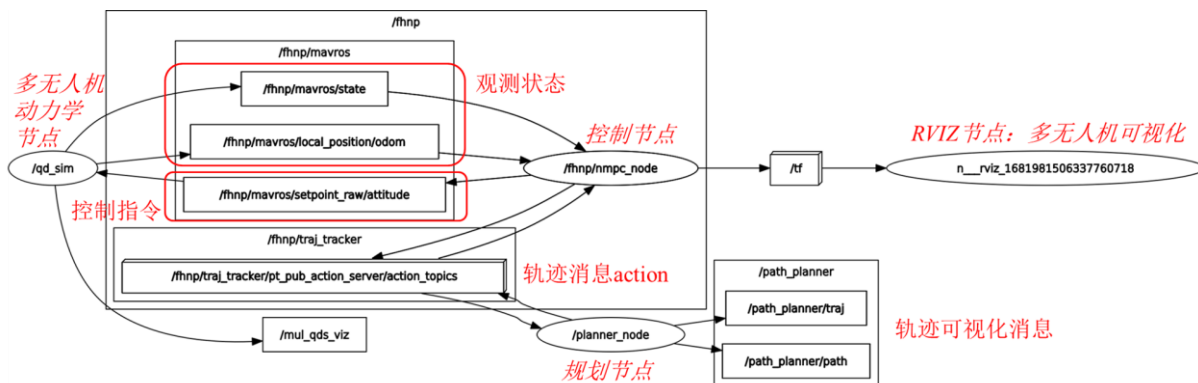 /fhnp
/fhnp/mavros
多无人机
动力学
节点
/fhnp/mavros/state
观测状态
/fhnp/mavros/local_position/odom
控制节点
RVIZ节点：多无人机可视化
/qd_sim
/fhnp/nmpc_node
/tf
n___rviz_1681981506337760718
/fhnp/mavros/setpoint_raw/attitude
控制指令
/fhnp/traj_tracker
/fhnp/traj_tracker/pt_pub_action_server/action_topics
轨迹消息action
/path_planner
/path_planner/traj
/mul_qds_viz
/planner_node
轨迹可视化消息
/path_planner/path
规划节点